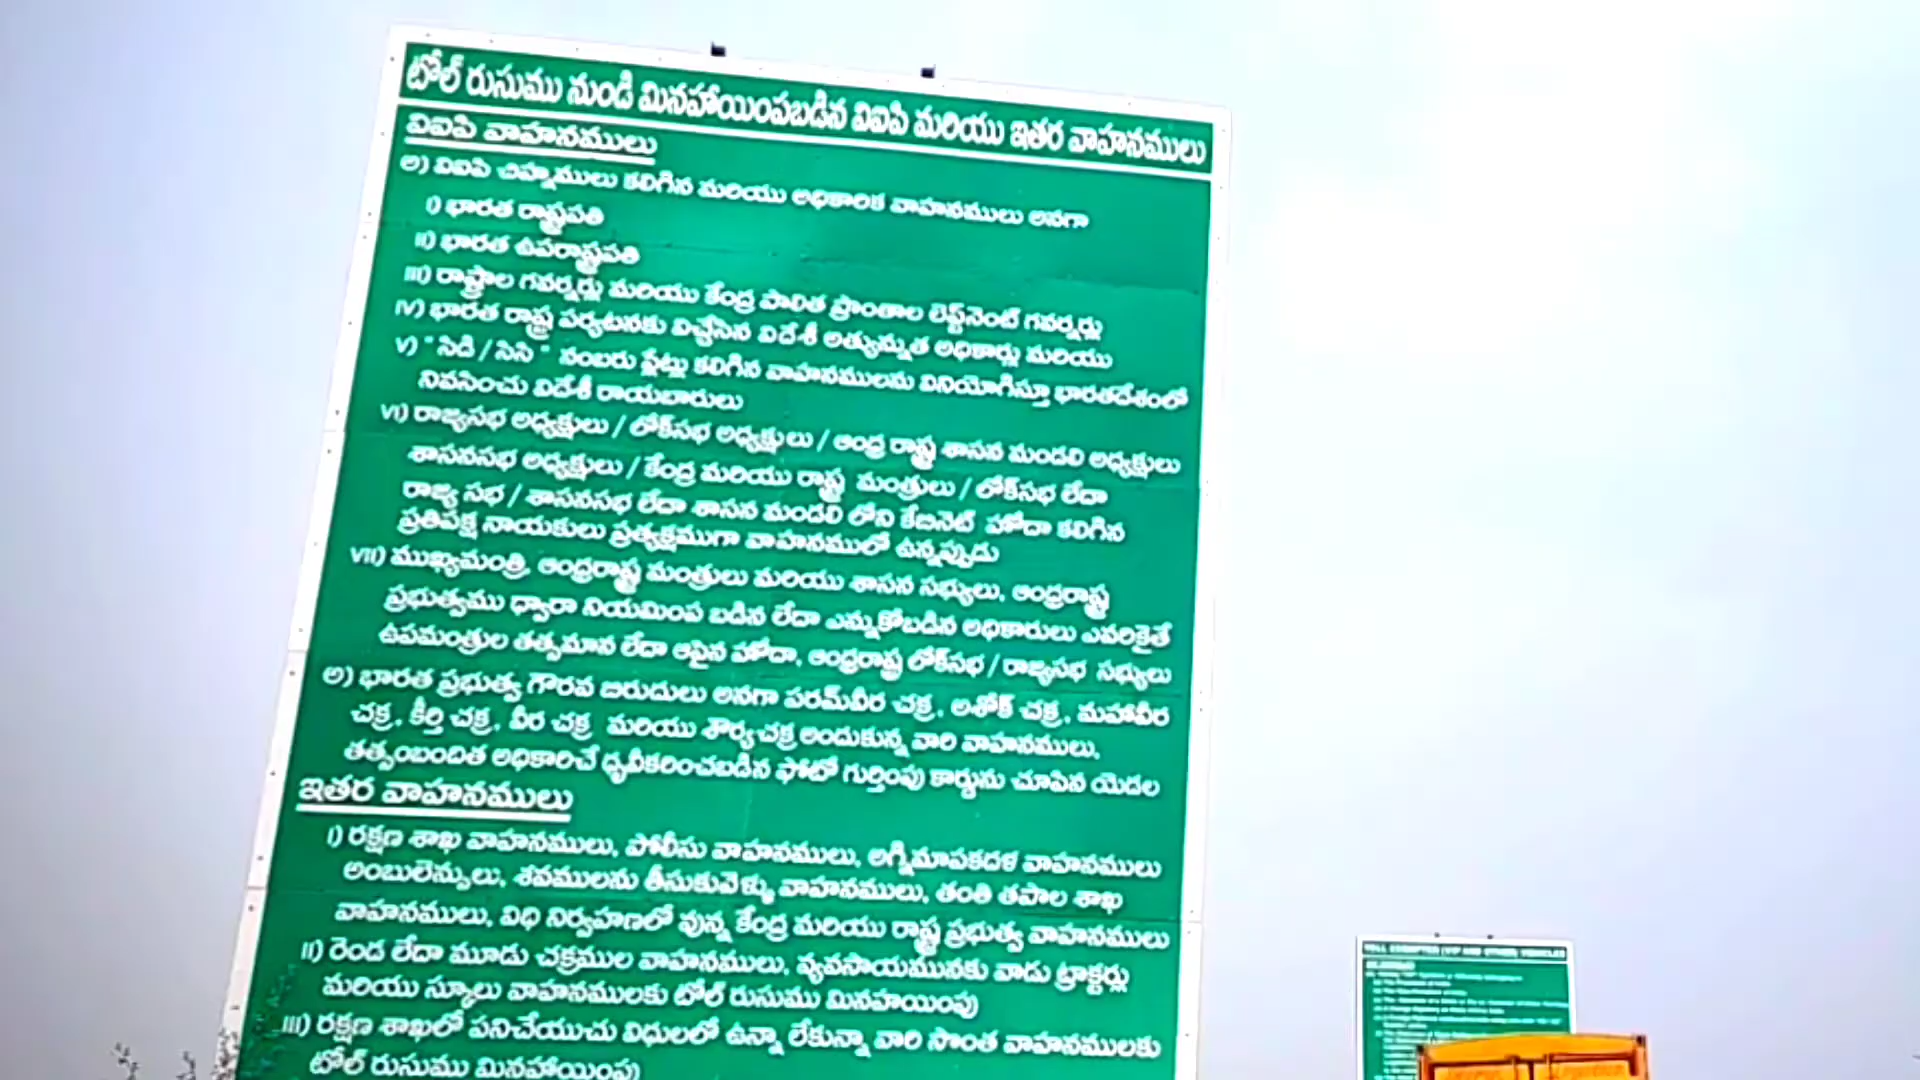 టోల్ రుసుము నుండి మినహాయింపబడిన విఐపి మరియు ఇతర వాహనములు
విఐపి వాహనములు
అ) విఐపి చిహ్నములు కలిగిన మరియు అధికారిక వాహనములు అనగా
i) భారత రాష్ట్రపతి
ii) భారత ఉపరాష్ట్రపతి
iii) రాష్ట్రాల గవర్నర్లు మరియు కేంద్ర పాలిత ప్రాంతాల లెఫ్ట్‌నెంట్ గవర్నర్లు
iv) భారత రాష్ట్ర పర్యటనకు విచ్చేసిన విదేశీ అత్యున్నత అధికార్లు మరియు
v) " సిడి / సిసి " నంబరు ప్లేట్లు కలిగిన వాహనములను వినియోగిస్తూ భారతదేశంలో
నివసించు విదేశీ రాయబారులు
vi) రాజ్యసభ అధ్యక్షులు / లోక్‌సభ అధ్యక్షులు / ఆంధ్ర రాష్ట్ర శాసన మండలి అధ్యక్షులు
శాసనసభ అధ్యక్షులు / కేంద్ర మరియు రాష్ట్ర మంత్రులు / లోక్‌సభ లేదా
రాజ్య సభ / శాసనసభ లేదా శాసన మండలి లోని కేబినెట్ హోదా కలిగిన
ప్రతిపక్ష నాయకులు ప్రత్యక్షముగా వాహనములో ఉన్నప్పుడు
vii) ముఖ్యమంత్రి, ఆంధ్రరాష్ట్ర మంత్రులు మరియు శాసన సభ్యులు, ఆంధ్రరాష్ట్ర
ప్రభుత్వము ధ్వారా నియమింప బడిన లేదా ఎన్నుకోబడిన అధికారులు ఎవరికైతే
ఉపమంత్రుల తత్సమాన లేదా ఆపైన హోదా, ఆంధ్రరాష్ట్ర లోక్‌సభ / రాజ్యసభ సభ్యులు
అ) భారత ప్రభుత్వ గౌరవ బిరుదులు అనగా పరమ్‌వీర చక్ర, అశోక్ చక్ర, మహావీర
చక్ర, కీర్తి చక్ర, వీర చక్ర మరియు శౌర్యచక్ర అందుకున్న వారి వాహనములు,
తత్సంబందిత అధికారిచే ధృవీకరించబడిన ఫోటో గుర్తింపు కార్డును చూపిన యెడల
ఇతర వాహనములు
i) రక్షణ శాఖ వాహనములు, పోలీసు వాహనములు, అగ్నిమాపకదళ వాహనములు
అంబులెన్సులు, శవములను తీసుకువెళ్ళు వాహనములు, తంతి తపాల శాఖ
వాహనములు, విధి నిర్వహణలో వున్న కేంద్ర మరియు రాష్ట్ర ప్రభుత్వ వాహనములు
ii) రెండ లేదా మూడు చక్రముల వాహనములు, వ్యవసాయమునకు వాడు ట్రాక్టర్లు
మరియు స్కూలు వాహనములకు టోల్ రుసుము మినహయింపు
iii) రక్షణ శాఖలో పనిచేయుచు విధులలో ఉన్నా లేకున్నా వారి సొంత వాహనములకు
టోల్ రుసుము మినహాయింపు
TOLL EXEMPTED (VIP AND OTHER) VEHICLES